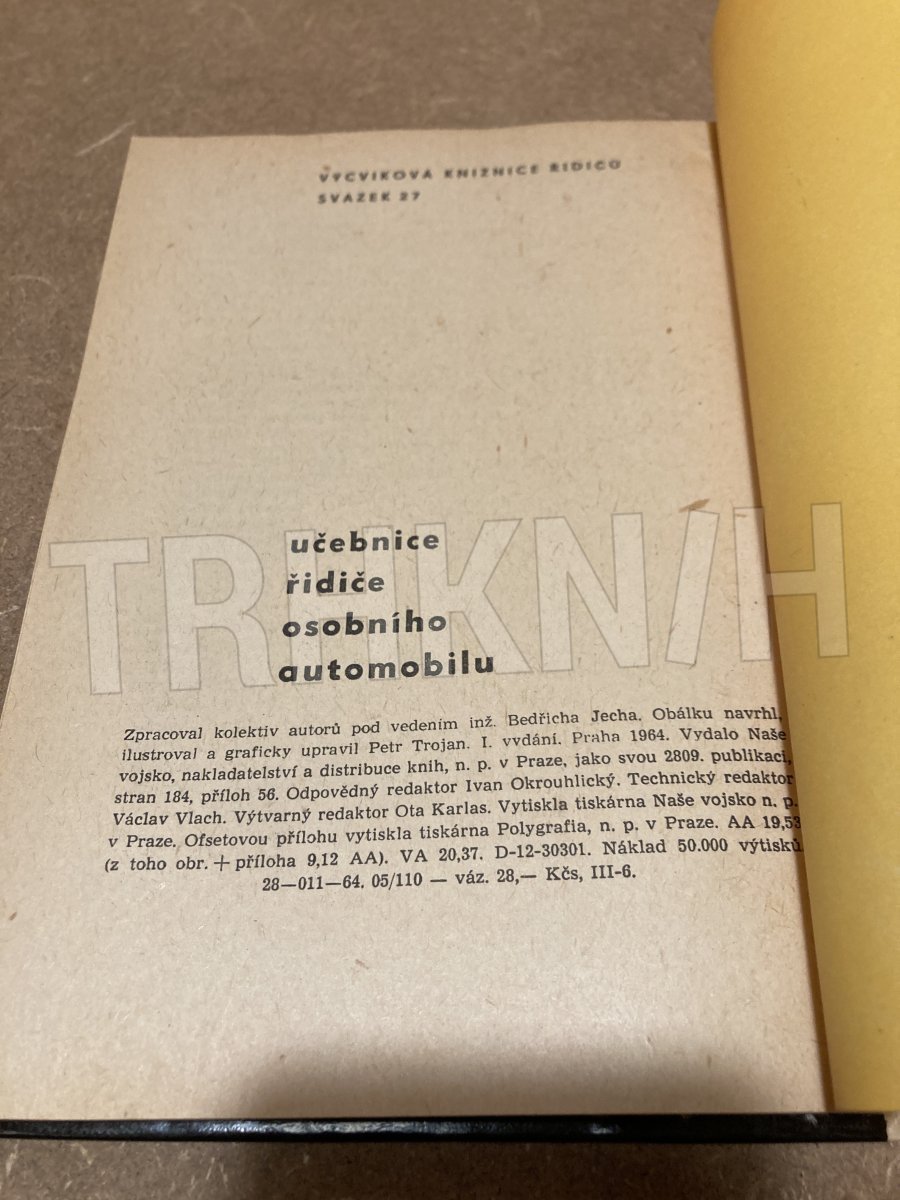 VÝCVIKOVÁ KNIŽNICE ŘIDIČŮ
SVAZEK 27
TRHKNIH
učebnice
řidiče
osobního
automobilu
Zpracoval kolektiv autorů pod vedením inž. Bedřicha Jecha. Obálku navrhl,
ilustroval a graficky upravil Petr Trojan. I. vydání. Praha 1964. Vydalo Naše
vojsko, nakladatelství a distribuce knih, n. p. v Praze, jako svou 2809. publikaci,
stran 184, příloh 56. Odpovědný redaktor Ivan Okrouhlický. Technický redaktor
Václav Vlach. Výtvarný redaktor Ota Karlas. Vytiskla tiskárna Naše vojsko n. p.
v Praze. Ofsetovou přílohu vytiskla tiskárna Polygrafia, n. p. v Praze. AA 19,53
(z toho obr. + příloha 9,12 AA). VA 20,37. D-12-30301. Náklad 50.000 výtisků
28—011—64. 05/110 — váz. 28,— Kčs, III-6.